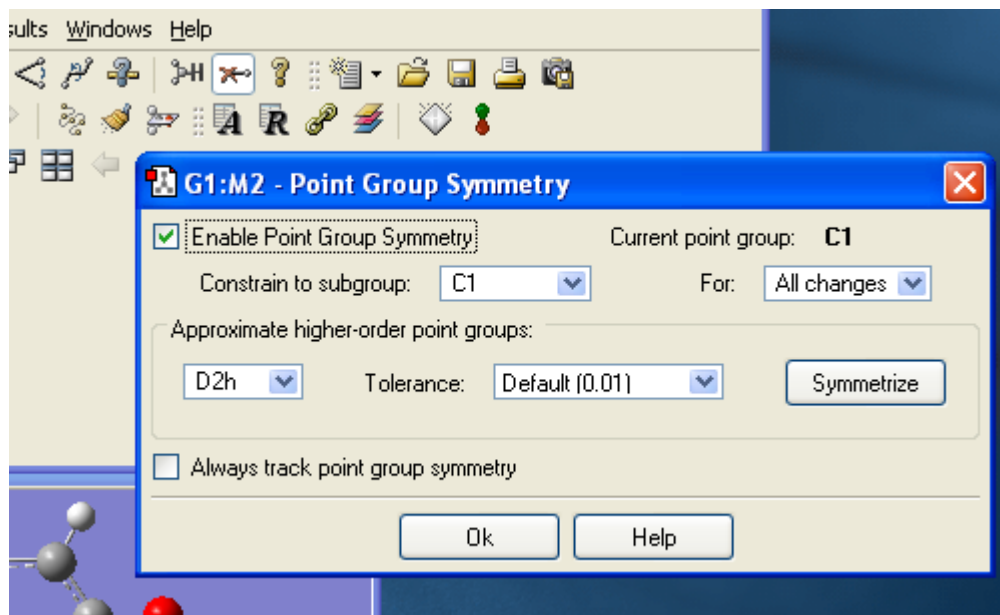 Windows Help
H
A R
G1:M2 - Point Group Symmetry
Enable Point Group Symmetry Current point group: C1
Constrain to subgroup: C1 For: All changes
Approximate higher-order point groups:
D2h Tolerance: Default (0.01) Symmetrize
Always track point group symmetry
Ok Help